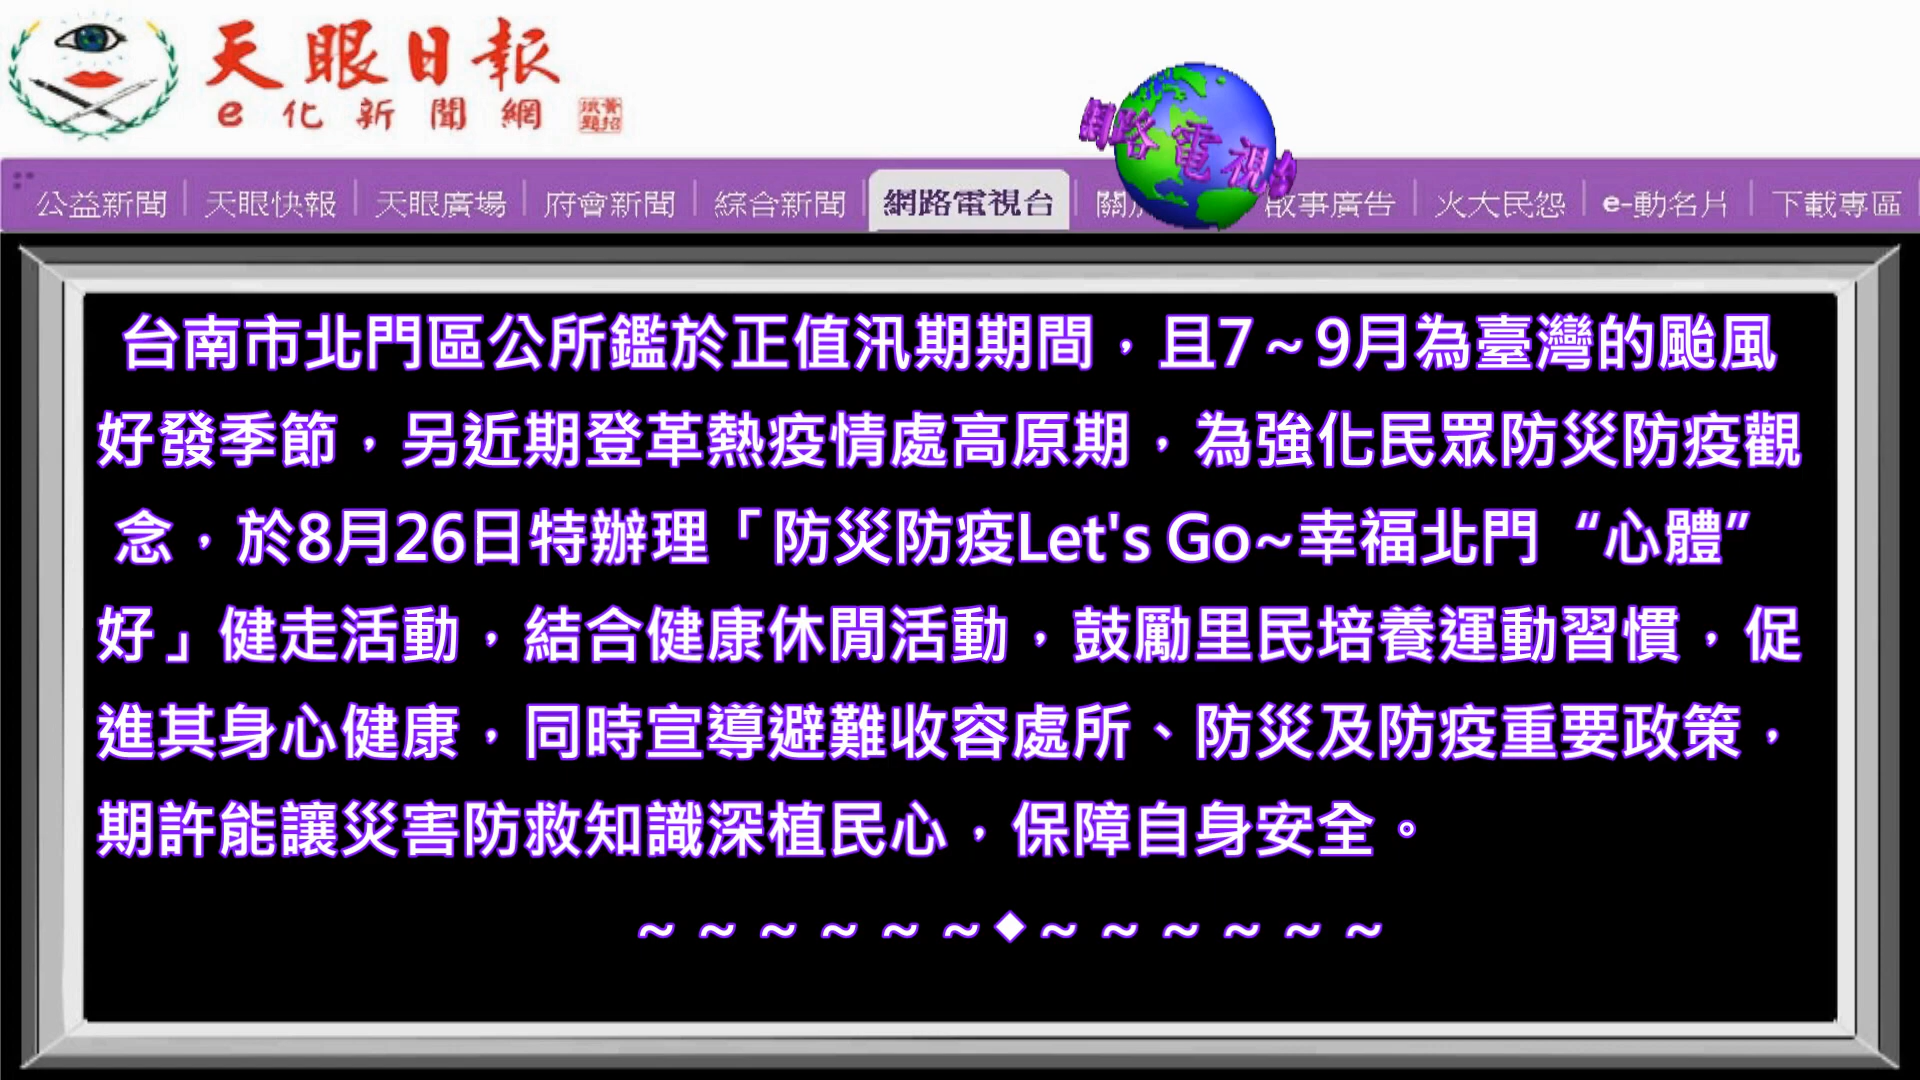 天眼日報
e化新聞網
公益新聞 天眼快報 天眼廣場 府會新聞 綜合新聞 網路電視台 關 啟事廣告 火大民怨 e-動名片 下載專區
網路電視台
台南市北門區公所鑑於正值汛期期間，且7～9月為臺灣的颱風
好發季節，另近期登革熱疫情處高原期，為強化民眾防災防疫觀
念，於8月26日特辦理「防災防疫Let's Go~幸福北門“心體”
好」健走活動，結合健康休閒活動，鼓勵里民培養運動習慣，促
進其身心健康，同時宣導避難收容處所、防災及防疫重要政策，
期許能讓災害防救知識深植民心，保障自身安全。
～～～～～～◆～～～～～～